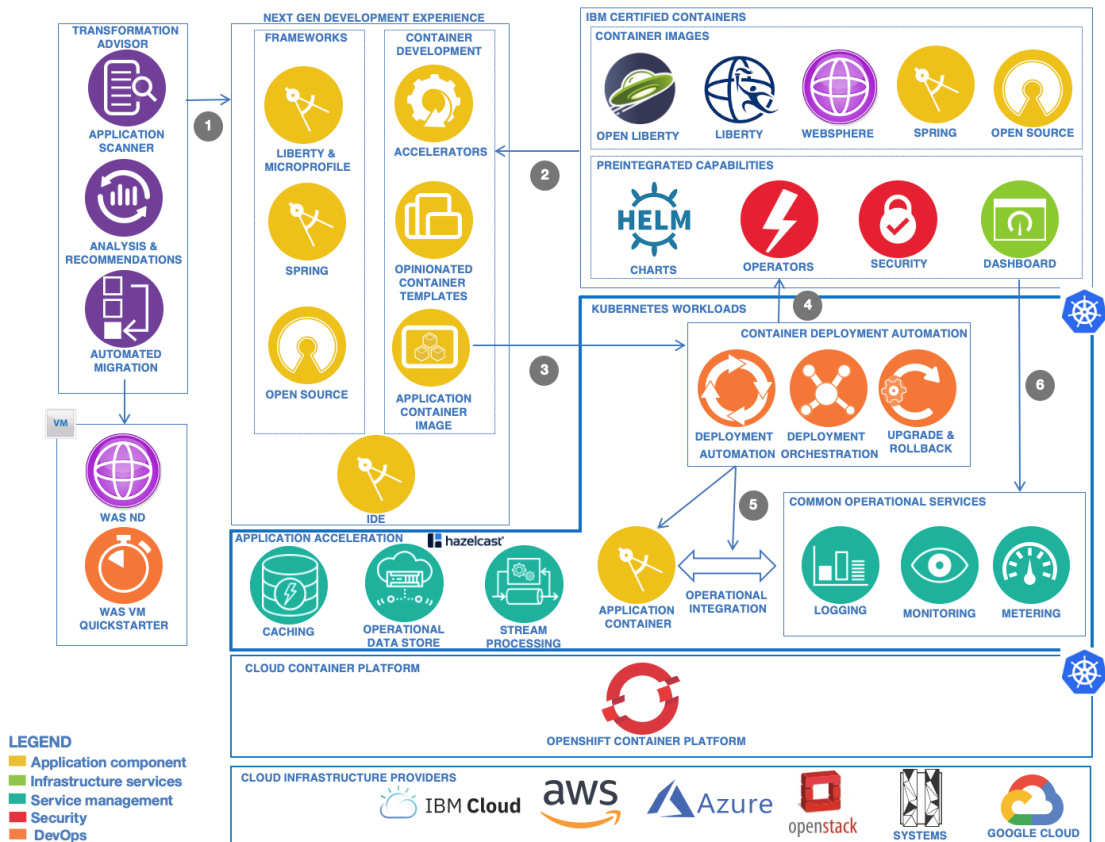 TRANSFORMATION
ADVISOR
APPLICATION
SCANNER
ANALYSIS &
RECOMMENDATIONS
AUTOMATED
MIGRATION
VM
WAS ND
WAS VM
QUICKSTARTER
1
NEXT GEN DEVELOPMENT EXPERIENCE
FRAMEWORKS
LIBERTY &
MICROPROFILE
SPRING
OPEN SOURCE
CONTAINER
DEVELOPMENT
ACCELERATORS
OPINIONATED
CONTAINER
TEMPLATES
APPLICATION
CONTAINER
IMAGE
IDE
2
3
IBM CERTIFIED CONTAINERS
CONTAINER IMAGES
OPEN LIBERTY
LIBERTY
WEBSPHERE
SPRING
OPEN SOURCE
PREINTEGRATED CAPABILITIES
HELM
CHARTS
OPERATORS
SECURITY
DASHBOARD
4
KUBERNETES WORKLOADS
CONTAINER DEPLOYMENT AUTOMATION
DEPLOYMENT
AUTOMATION
DEPLOYMENT
ORCHESTRATION
UPGRADE &
ROLLBACK
6
5
COMMON OPERATIONAL SERVICES
LOGGING
MONITORING
METERING
APPLICATION ACCELERATION
hazelcast
CACHING
OPERATIONAL
DATA STORE
STREAM
PROCESSING
APPLICATION
CONTAINER
OPERATIONAL
INTEGRATION
CLOUD CONTAINER PLATFORM
OPENSHIFT CONTAINER PLATFORM
CLOUD INFRASTRUCTURE PROVIDERS
IBM Cloud
aws
Azure
openstack
SYSTEMS
GOOGLE CLOUD
LEGEND
Application component
Infrastructure services
Service management
Security
DevOps